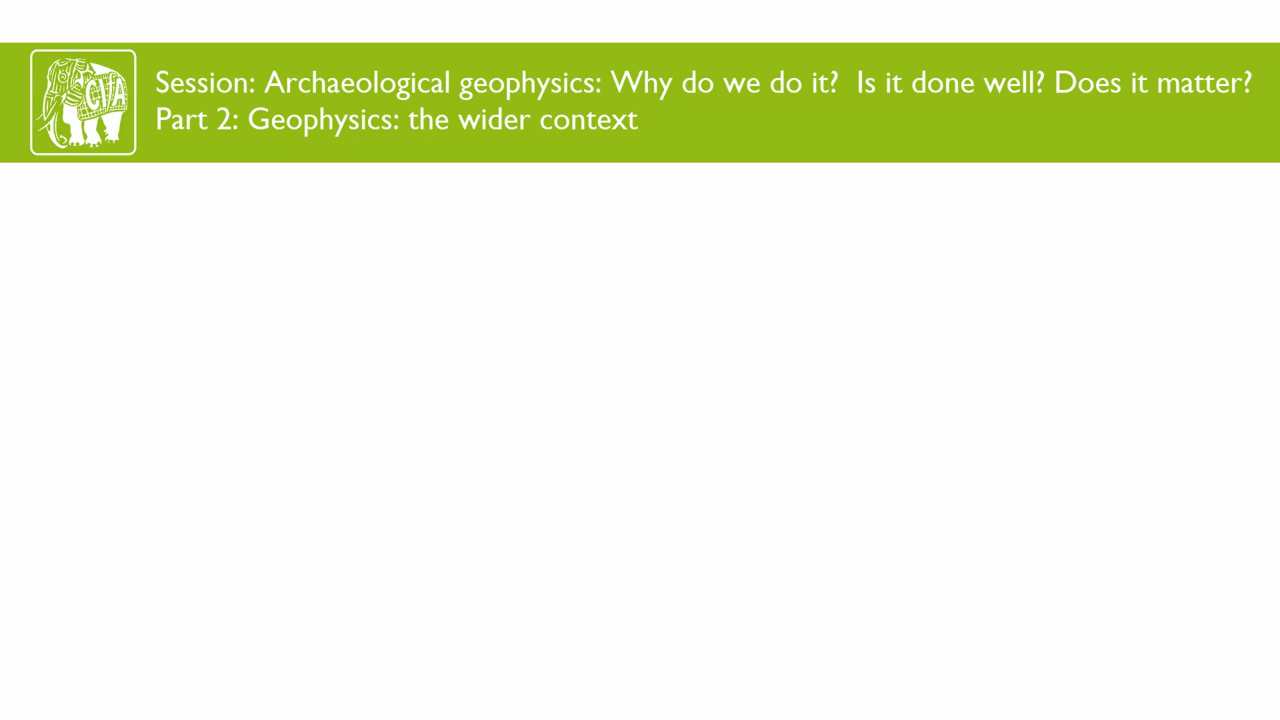 CIVA
Session: Archaeological geophysics: Why do we do it?  Is it done well? Does it matter?
Part 2: Geophysics: the wider context